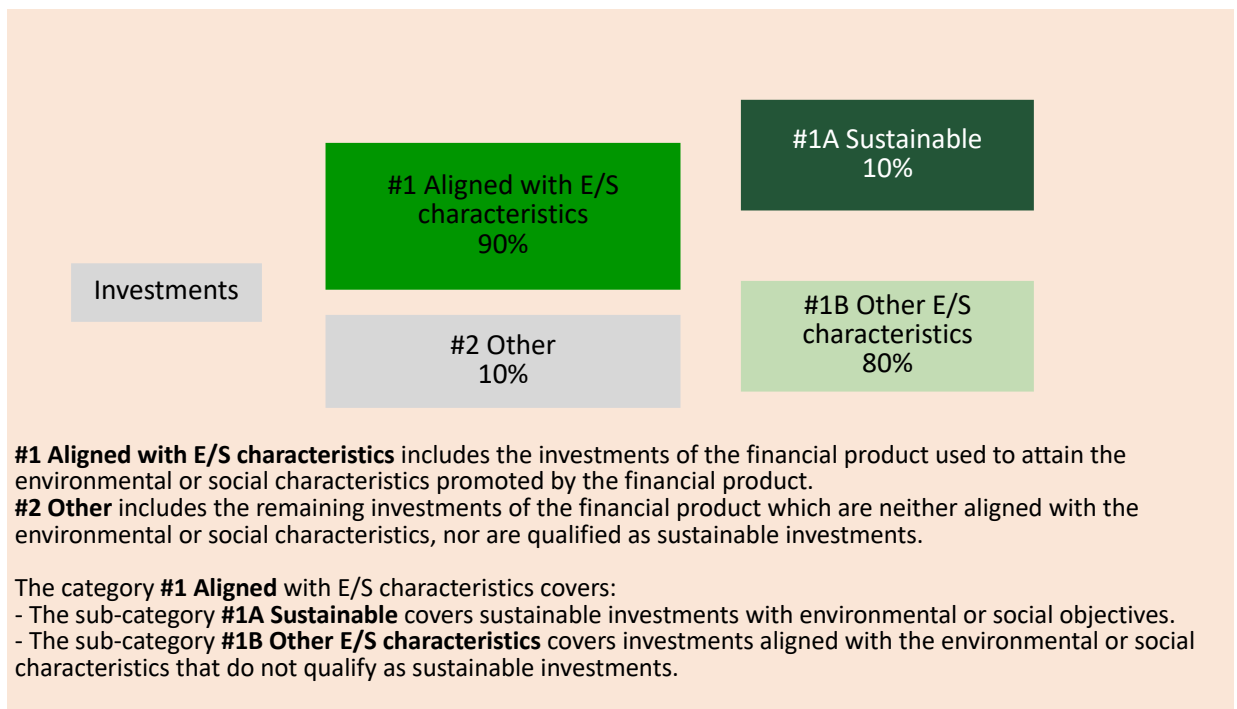 #1A Sustainable
10%
#1 Aligned with E/S
characteristics
90%
Investments
#1B Other E/S
characteristics
80%
#2 Other
10%
#1 Aligned with E/S characteristics includes the investments of the financial product used to attain the
environmental or social characteristics promoted by the financial product.
#2 Other includes the remaining investments of the financial product which are neither aligned with the
environmental or social characteristics, nor are qualified as sustainable investments.
The category #1 Aligned with E/S characteristics covers:
- The sub-category #1A Sustainable covers sustainable investments with environmental or social objectives.
- The sub-category #1B Other E/S characteristics covers investments aligned with the environmental or social
characteristics that do not qualify as sustainable investments.